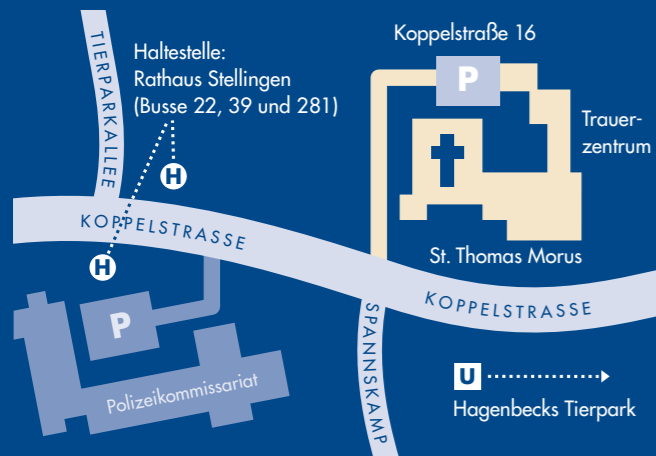 TIERPARKALLEE
Haltestelle:
Rathaus Stellingen
(Busse 22, 39 und 281)
H
H
Koppelstraße 16
P
Trauer-
zentrum
St. Thomas Morus
KOPPELSTRASSE
KOPPELSTRASSE
SPANNSKAMP
P
Polizeikommissariat
U
Hagenbecks Tierpark